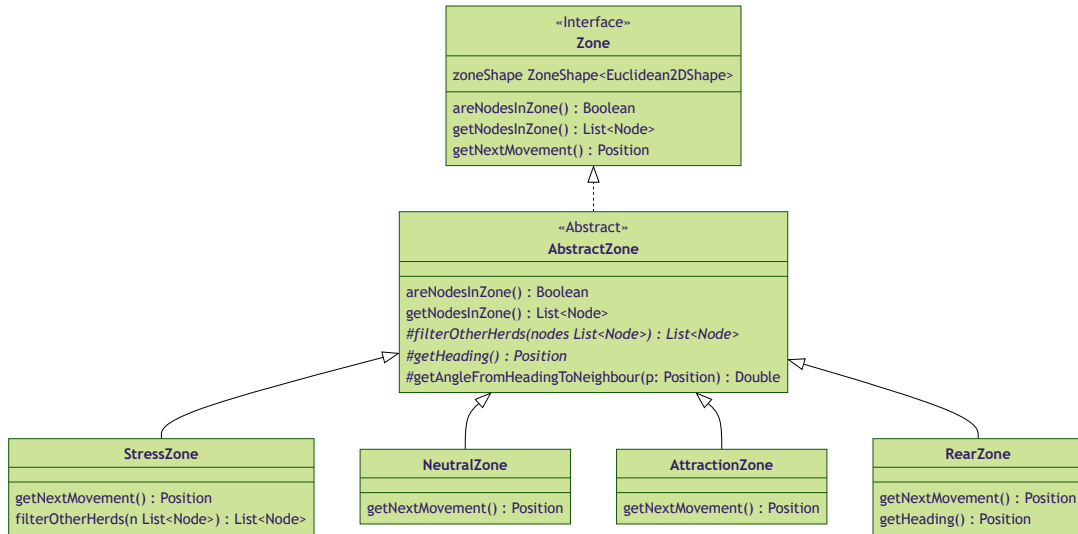 «Interface»
Zone
zoneShape ZoneShape<Euclidean2DShape>
areNodesInZone() : Boolean
getNodesInZone() : List<Node>
getNextMovement() : Position
«Abstract»
AbstractZone
areNodesInZone() : Boolean
getNodesInZone() : List<Node>
#filterOtherHerds(nodes List<Node>) : List<Node>
#getHeading() : Position
#getAngleFromHeadingToNeighbour(p: Position) : Double
StressZone
getNextMovement() : Position
filterOtherHerds(n List<Node>) : List<Node>
NeutralZone
getNextMovement() : Position
AttractionZone
getNextMovement() : Position
RearZone
getNextMovement() : Position
getHeading() : Position